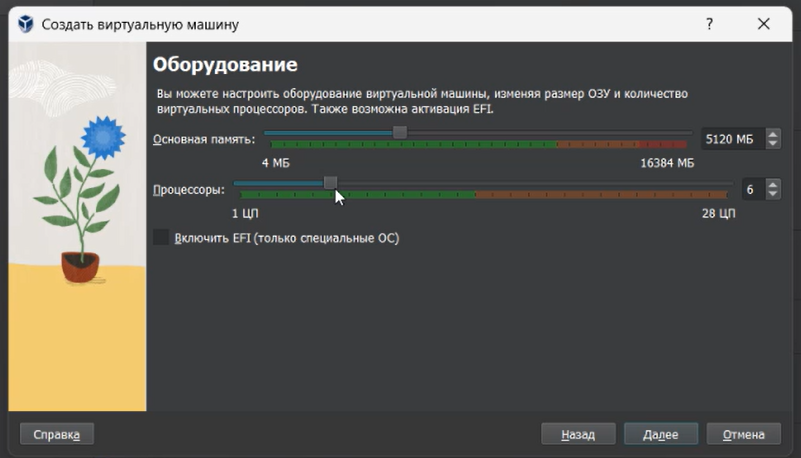 Создать виртуальную машину
?
Оборудование
Вы можете настроить оборудование виртуальной машины, изменяя размер ОЗУ и количество
виртуальных процессоров. Также возможна активация EFI.
Основная память:
5120 МБ
4 МБ
16384 МБ
Процессоры:
6
1 ЦП
28 ЦП
Включить EFI (только специальные ОС)
Справка
Назад
Далее
Отмена